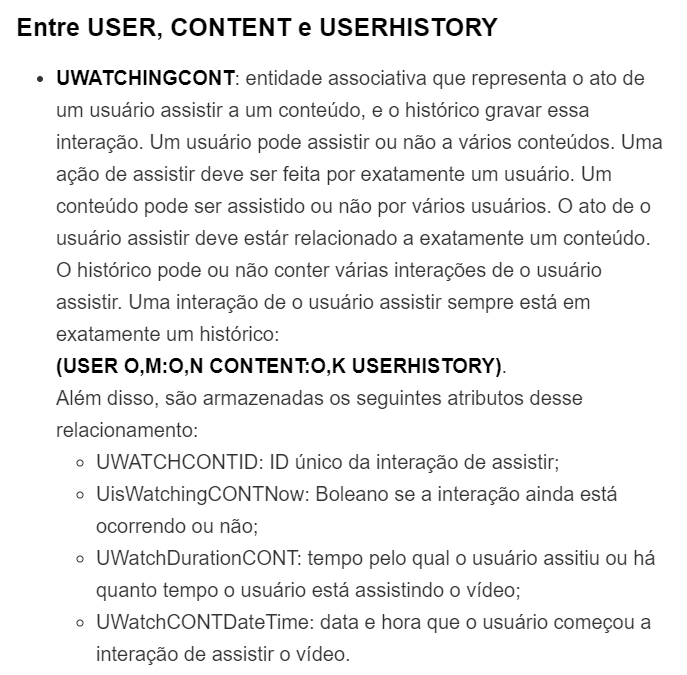 Entre USER, CONTENT e USERHISTORY
• UWATCHINGCONT: entidade associativa que representa o ato de
um usuário assistir a um conteúdo, e o histórico gravar essa
interação. Um usuário pode assistir ou não a vários conteúdos. Uma
ação de assistir deve ser feita por exatamente um usuário. Um
conteúdo pode ser assistido ou não por vários usuários. O ato de o
usuário assistir deve estár relacionado a exatamente um conteúdo.
O histórico pode ou não conter várias interações de o usuário
assistir. Uma interação de o usuário assistir sempre está em
exatamente um histórico:
(USER O,M:O,N CONTENT:O,K USERHISTORY).
Além disso, são armazenadas os seguintes atributos desse
relacionamento:
◦ UWATCHCONTID: ID único da interação de assistir;
◦ UisWatchingCONTNow: Boleano se a interação ainda está
ocorrendo ou não;
◦ UWatchDurationCONT: tempo pelo qual o usuário assitiu ou há
quanto tempo o usuário está assistindo o vídeo;
◦ UWatchCONTDateTime: data e hora que o usuário começou a
interação de assistir o vídeo.